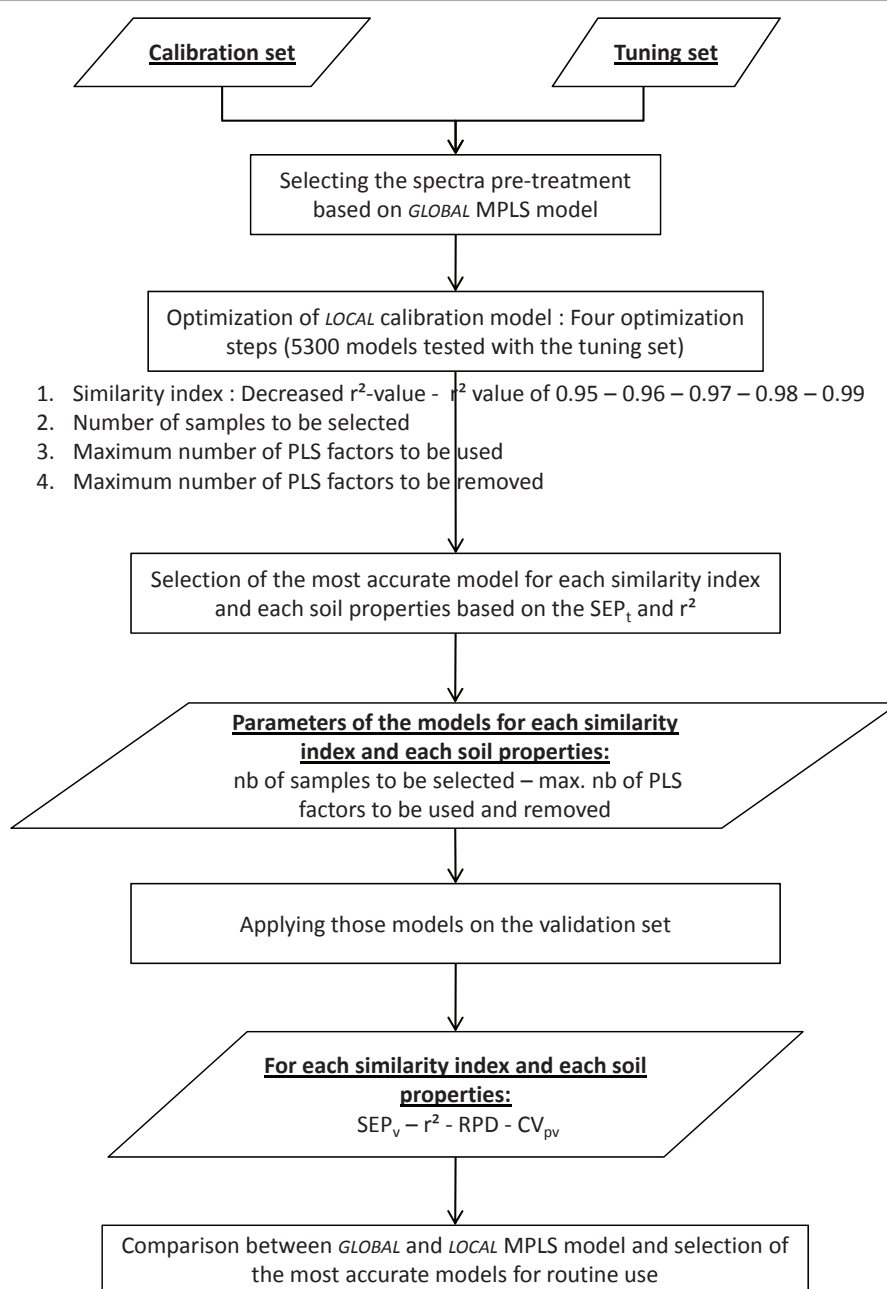 Calibration set
Tuning set
Selecting the spectra pre-treatment
based on GLOBAL MPLS model
Optimization of LOCAL calibration model : Four optimization
steps (5300 models tested with the tuning set)
1. Similarity index : Decreased r²-value - r² value of 0.95 – 0.96 – 0.97 – 0.98 – 0.99
2. Number of samples to be selected
3. Maximum number of PLS factors to be used
4. Maximum number of PLS factors to be removed
Selection of the most accurate model for each similarity index
and each soil properties based on the SEPt and r²
Parameters of the models for each similarity
index and each soil properties:
nb of samples to be selected – max. nb of PLS
factors to be used and removed
Applying those models on the validation set
For each similarity index and each soil
properties:
SEPv – r² - RPD - CVpv
Comparison between GLOBAL and LOCAL MPLS model and selection of
the most accurate models for routine use